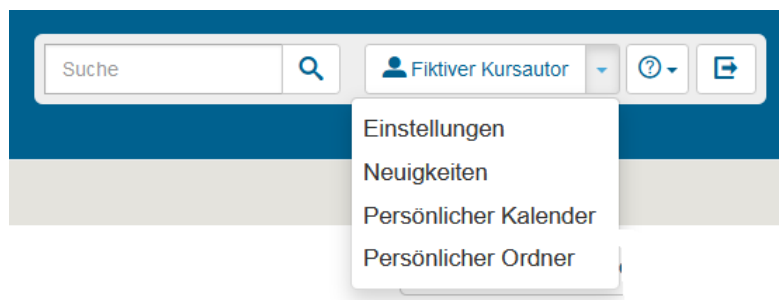 Suche
Fiktiver Kursautor
Einstellungen
Neuigkeiten
Persönlicher Kalender
Persönlicher Ordner